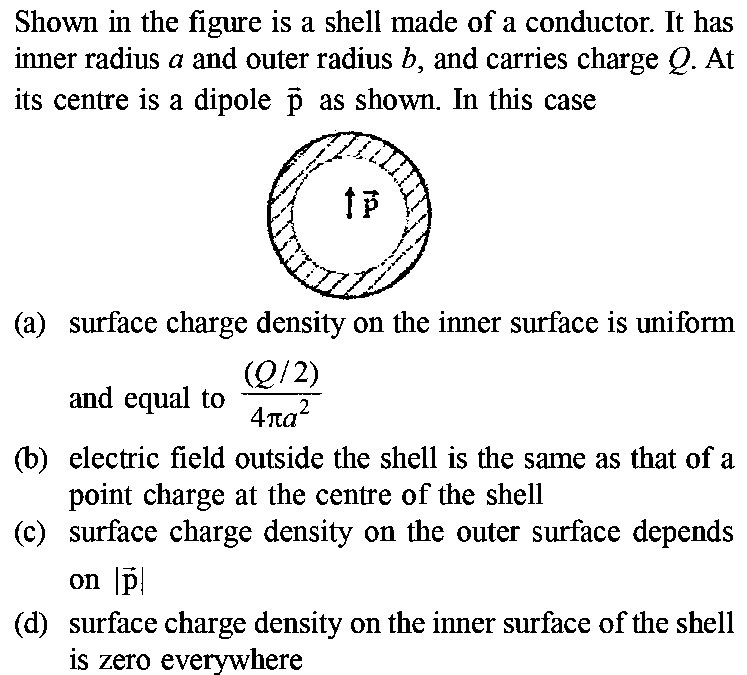 Shown in the figure is a shell made of a conductor. It has
inner radius a and outer radius b, and carries charge Q. At
its centre is a dipole p⃗ as shown. In this case
p⃗
(a) surface charge density on the inner surface is uniform
and equal to (Q/2)/4πa²
(b) electric field outside the shell is the same as that of a
point charge at the centre of the shell
(c) surface charge density on the outer surface depends
on |p⃗|
(d) surface charge density on the inner surface of the shell
is zero everywhere